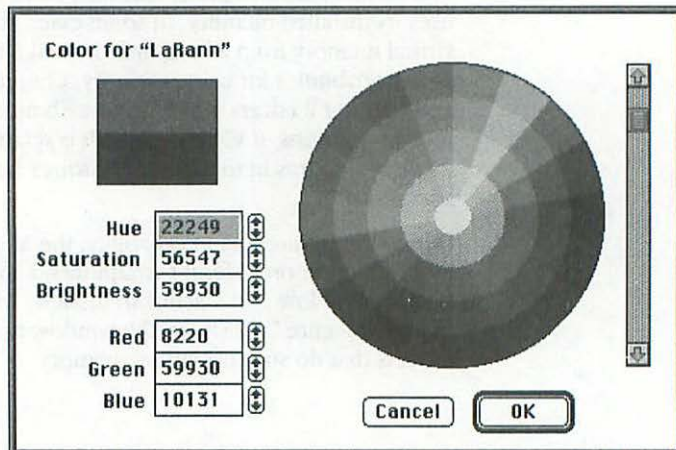 Color for “LaRann”
Hue 22249
Saturation 56547
Brightness 59930
Red 8220
Green 59930
Blue 10131
Cancel OK